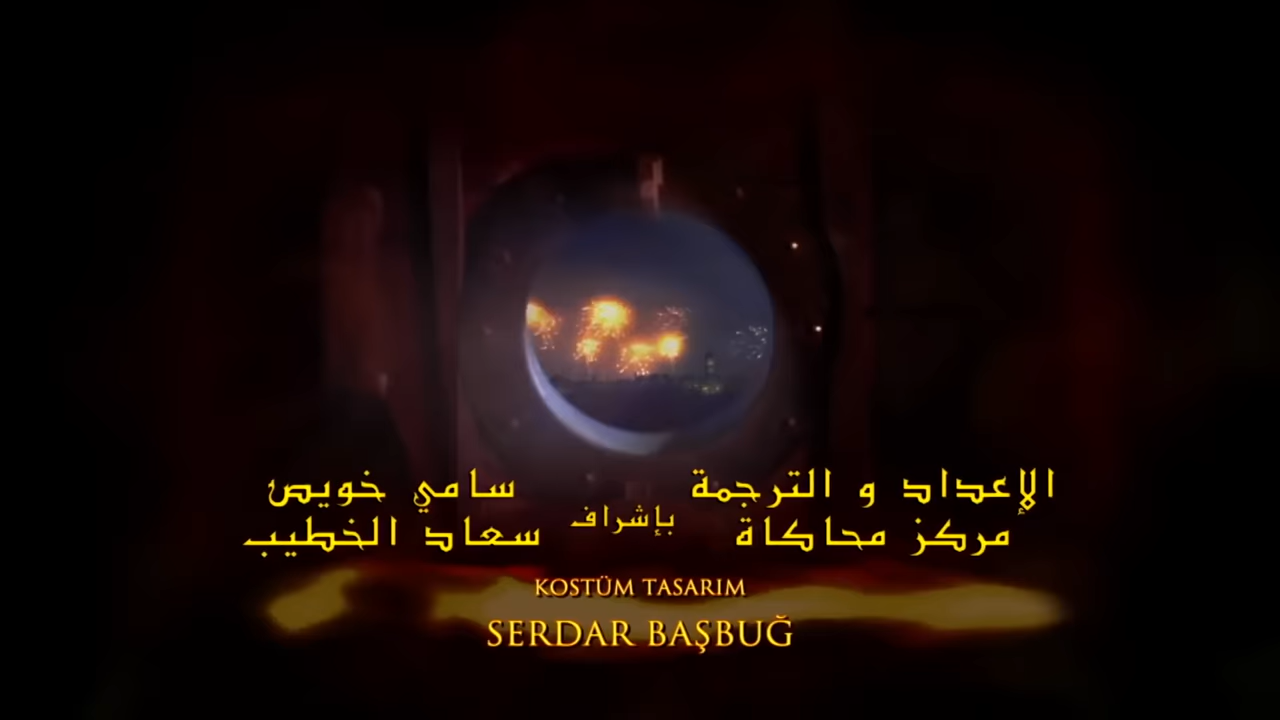 الإعداد و الترجمة
مركز محاكاة
بإشراف
سامي خويص
سعاد الخطيب
KOSTÜM TASARIM
SERDAR BAŞBUĞ